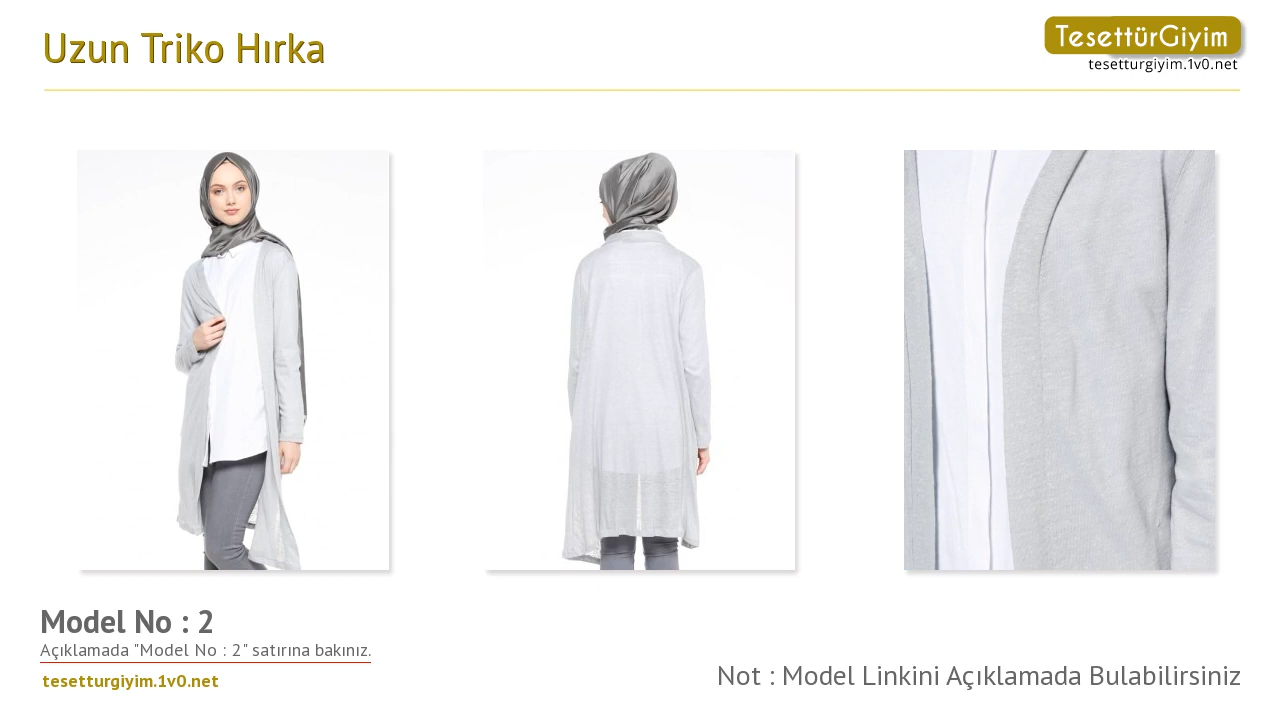 Uzun Triko Hırka
TesettürGiyim
tesetturgiyim.1v0.net
Model No : 2
Açıklamada "Model No : 2" satırına bakınız.
tesetturgiyim.1v0.net
Not : Model Linkini Açıklamada Bulabilirsiniz